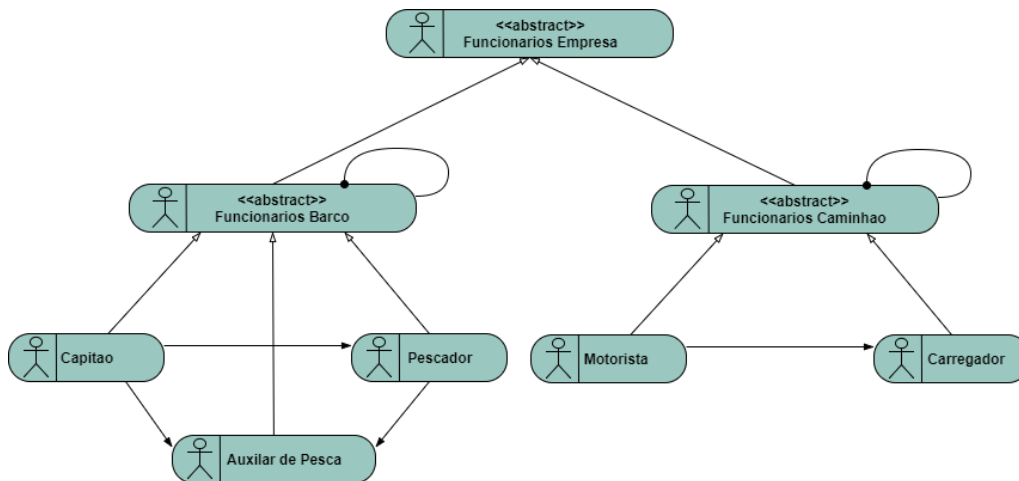 <<abstract>>
Funcionarios Empresa
<<abstract>>
Funcionarios Barco
<<abstract>>
Funcionarios Caminhao
Capitao
Pescador
Motorista
Carregador
Auxilar de Pesca